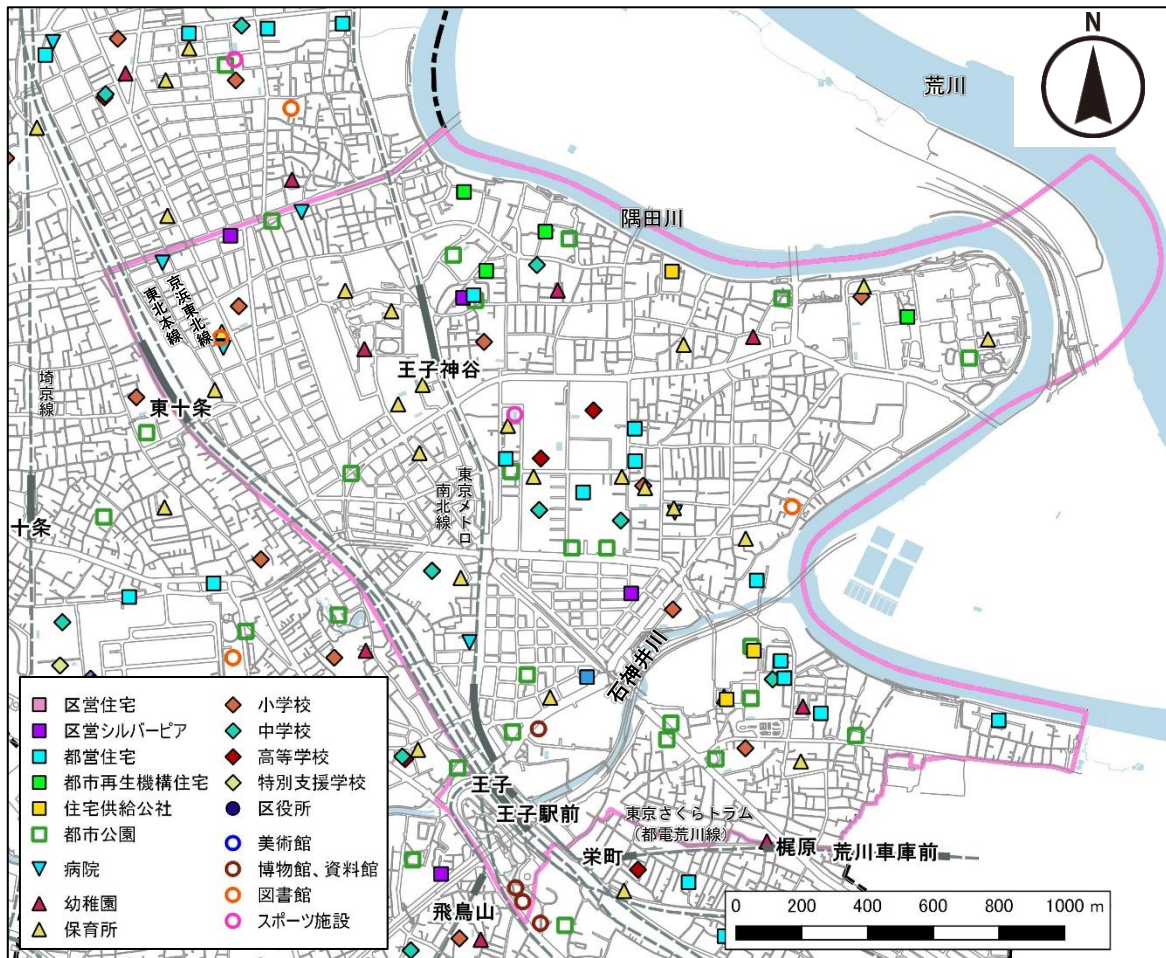 N
荒川
隅田川
京浜東北線
東北本線
埼京線
王子神谷
東十条
東京メトロ
南北線
十条
石神井川
王子
王子駅前
東京さくらトラム
(都電荒川線)
栄町
梶原
荒川車庫前
飛鳥山
区営住宅
区営シルバーピア
都営住宅
都市再生機構住宅
住宅供給公社
都市公園
病院
幼稚園
保育所
小学校
中学校
高等学校
特別支援学校
区役所
美術館
博物館、資料館
図書館
スポーツ施設
0 200 400 600 800 1000 m